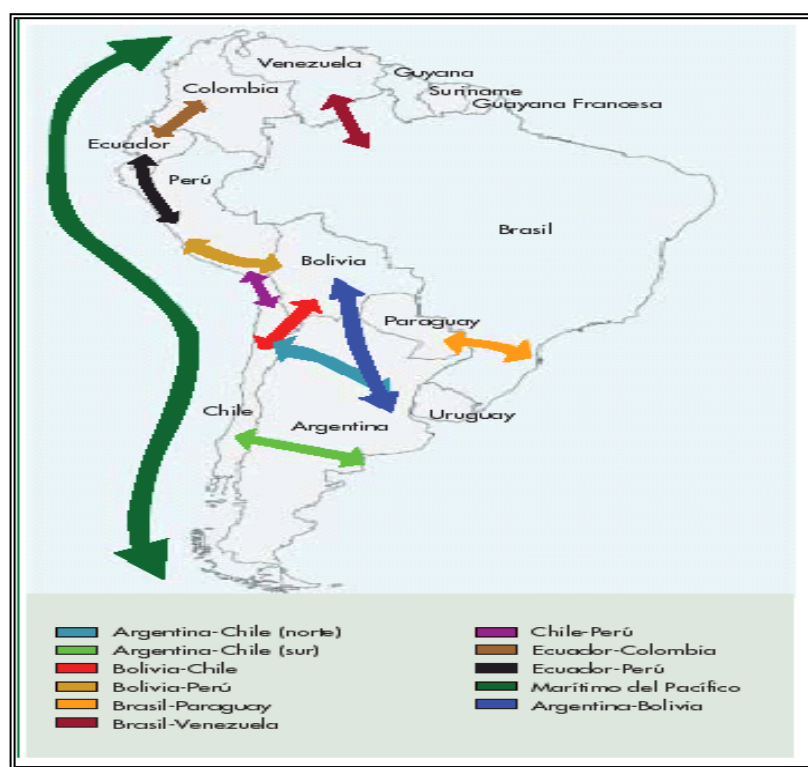 Venezuela
Guyana
Colombia
Suriname
Guayana Francesa
Ecuador
Perú
Brasil
Bolivia
Paraguay
Chile
Uruguay
Argentina
Argentina-Chile (norte)
Argentina-Chile (sur)
Bolivia-Chile
Bolivia-Perú
Brasil-Paraguay
Brasil-Venezuela
Chile-Perú
Ecuador-Colombia
Ecuador-Perú
Marítimo del Pacífico
Argentina-Bolivia